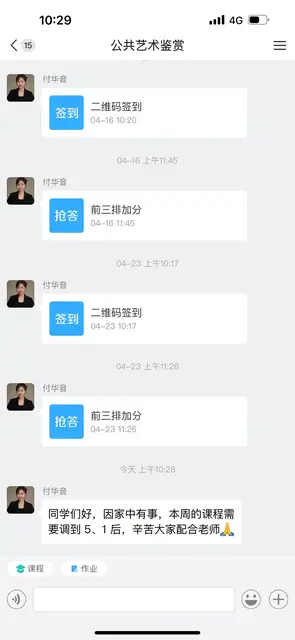 10:29
4G
15
公共艺术鉴赏
付华音
签到
二维码签到
04-16 10:20
04-16 上午11:45
付华音
抢答
前三排加分
04-16 11:45
04-23 上午10:17
付华音
签到
二维码签到
04-23 10:17
04-23 上午11:26
付华音
抢答
前三排加分
04-23 11:26
今天 上午10:28
付华音
同学们好，因家中有事，本周的课程需
要调到 5、1 后，辛苦大家配合老师🙏
课程
作业